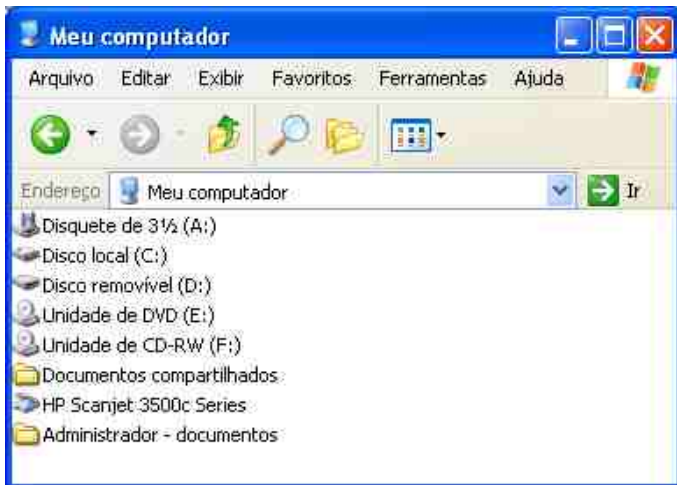 Meu computador
Arquivo Editar Exibir Favoritos Ferramentas Ajuda
Endereço Meu computador Ir
Disquete de 3½ (A:)
Disco local (C:)
Disco removível (D:)
Unidade de DVD (E:)
Unidade de CD-RW (F:)
Documentos compartilhados
HP Scanjet 3500c Series
Administrador - documentos